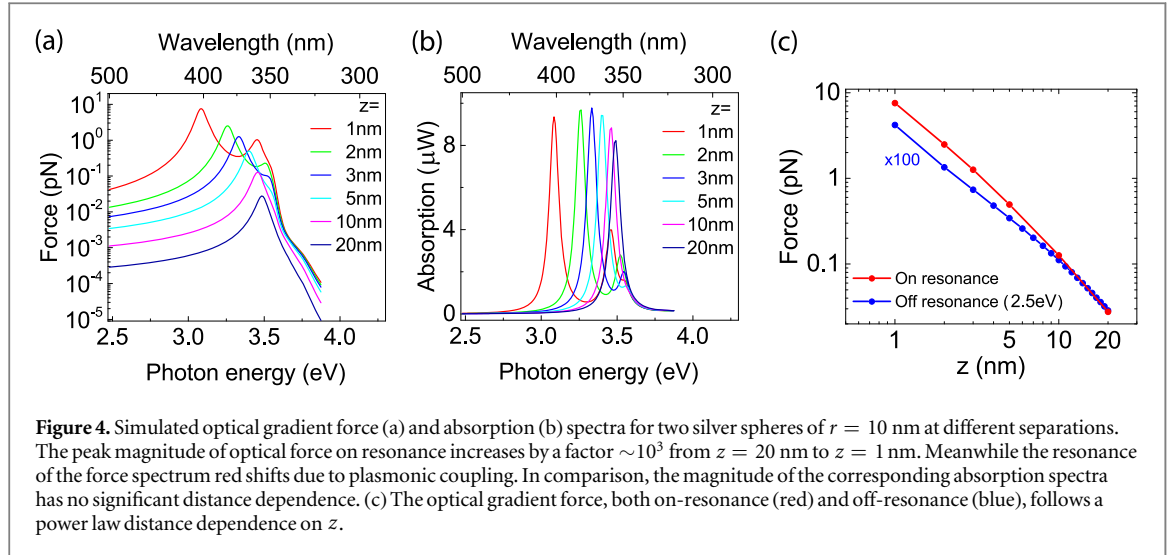 (a)
Wavelength (nm)
500 400 350 300
Force (pN)
10¹
10⁰
10⁻¹
10⁻²
10⁻³
10⁻⁴
10⁻⁵
z=
1nm
2nm
3nm
5nm
10nm
20nm
2.5 3.0 3.5 4.0
Photon energy (eV)
(b)
Wavelength (nm)
500 400 350 300
Absorption (μW)
8
4
0
z=
1nm
2nm
3nm
5nm
10nm
20nm
2.5 3.0 3.5 4.0
Photon energy (eV)
(c)
Force (pN)
10
1
0.1
x100
On resonance
Off resonance (2.5eV)
1 5 10 20
z (nm)
Figure 4. Simulated optical gradient force (a) and absorption (b) spectra for two silver spheres of r = 10 nm at different separations.
The peak magnitude of optical force on resonance increases by a factor ~10³ from z = 20 nm to z = 1 nm. Meanwhile the resonance
of the force spectrum red shifts due to plasmonic coupling. In comparison, the magnitude of the corresponding absorption spectra
has no significant distance dependence. (c) The optical gradient force, both on-resonance (red) and off-resonance (blue), follows a
power law distance dependence on z.